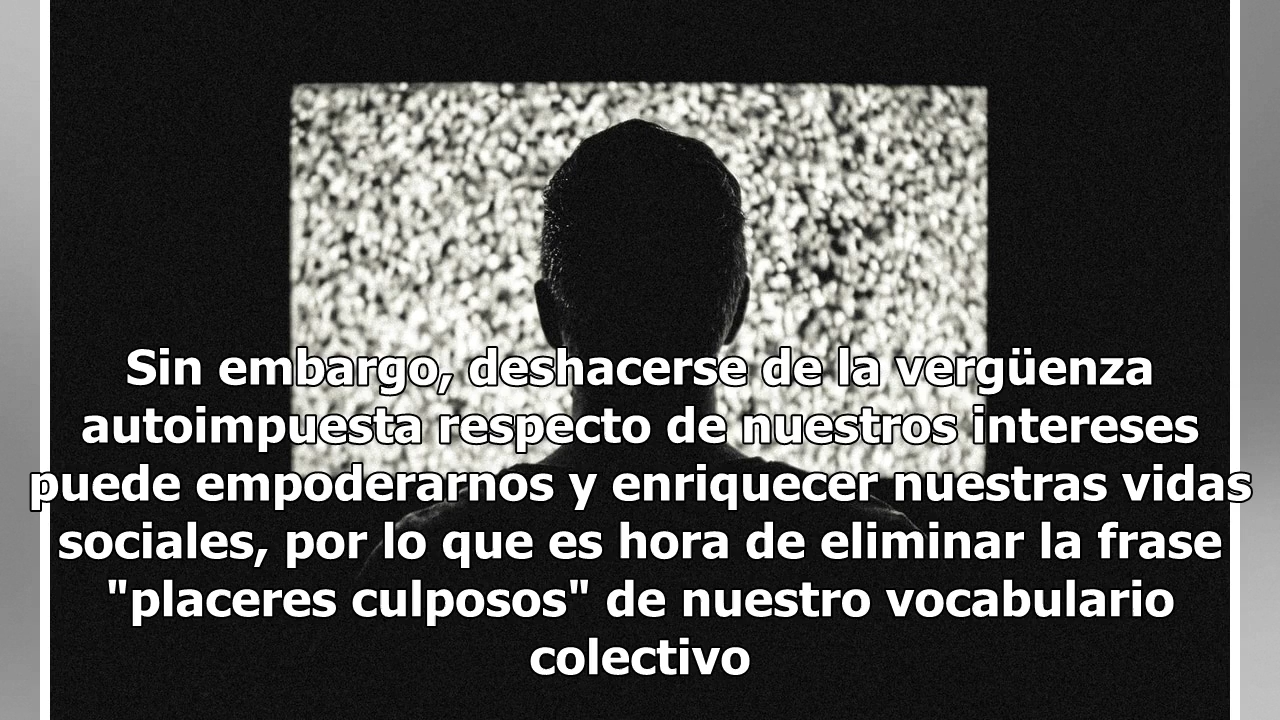 Sin embargo, deshacerse de la vergüenza
autoimpuesta respecto de nuestros intereses
puede empoderarnos y enriquecer nuestras vidas
sociales, por lo que es hora de eliminar la frase
"placeres culposos" de nuestro vocabulario
colectivo